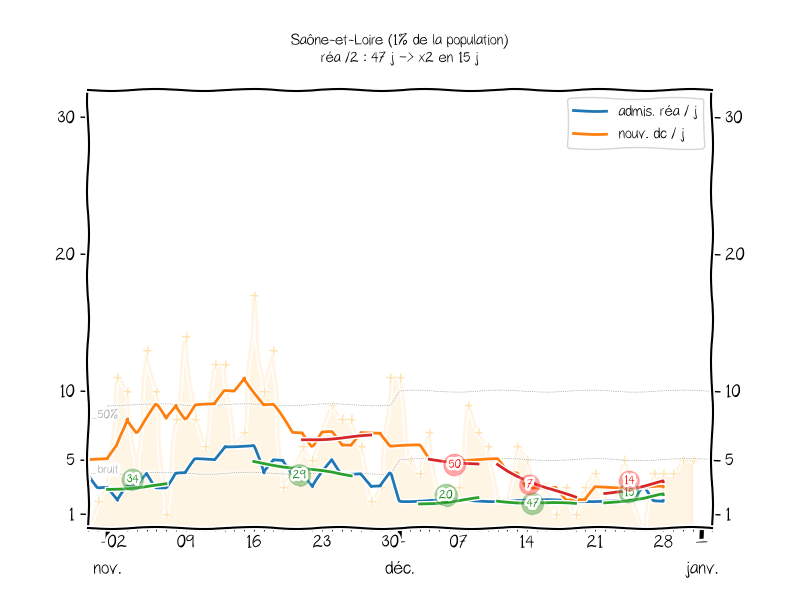 Saône-et-Loire (1% de la population)
réa /2 : 47 j -> x2 en 15 j
admis. réa / j
nouv. dc / j
30 30
20 20
10 10
50%
5 5
bruit
1 1
34 29 50 20 7 47 14 15
02 09 16 23 30 07 14 21 28
nov. déc. janv.